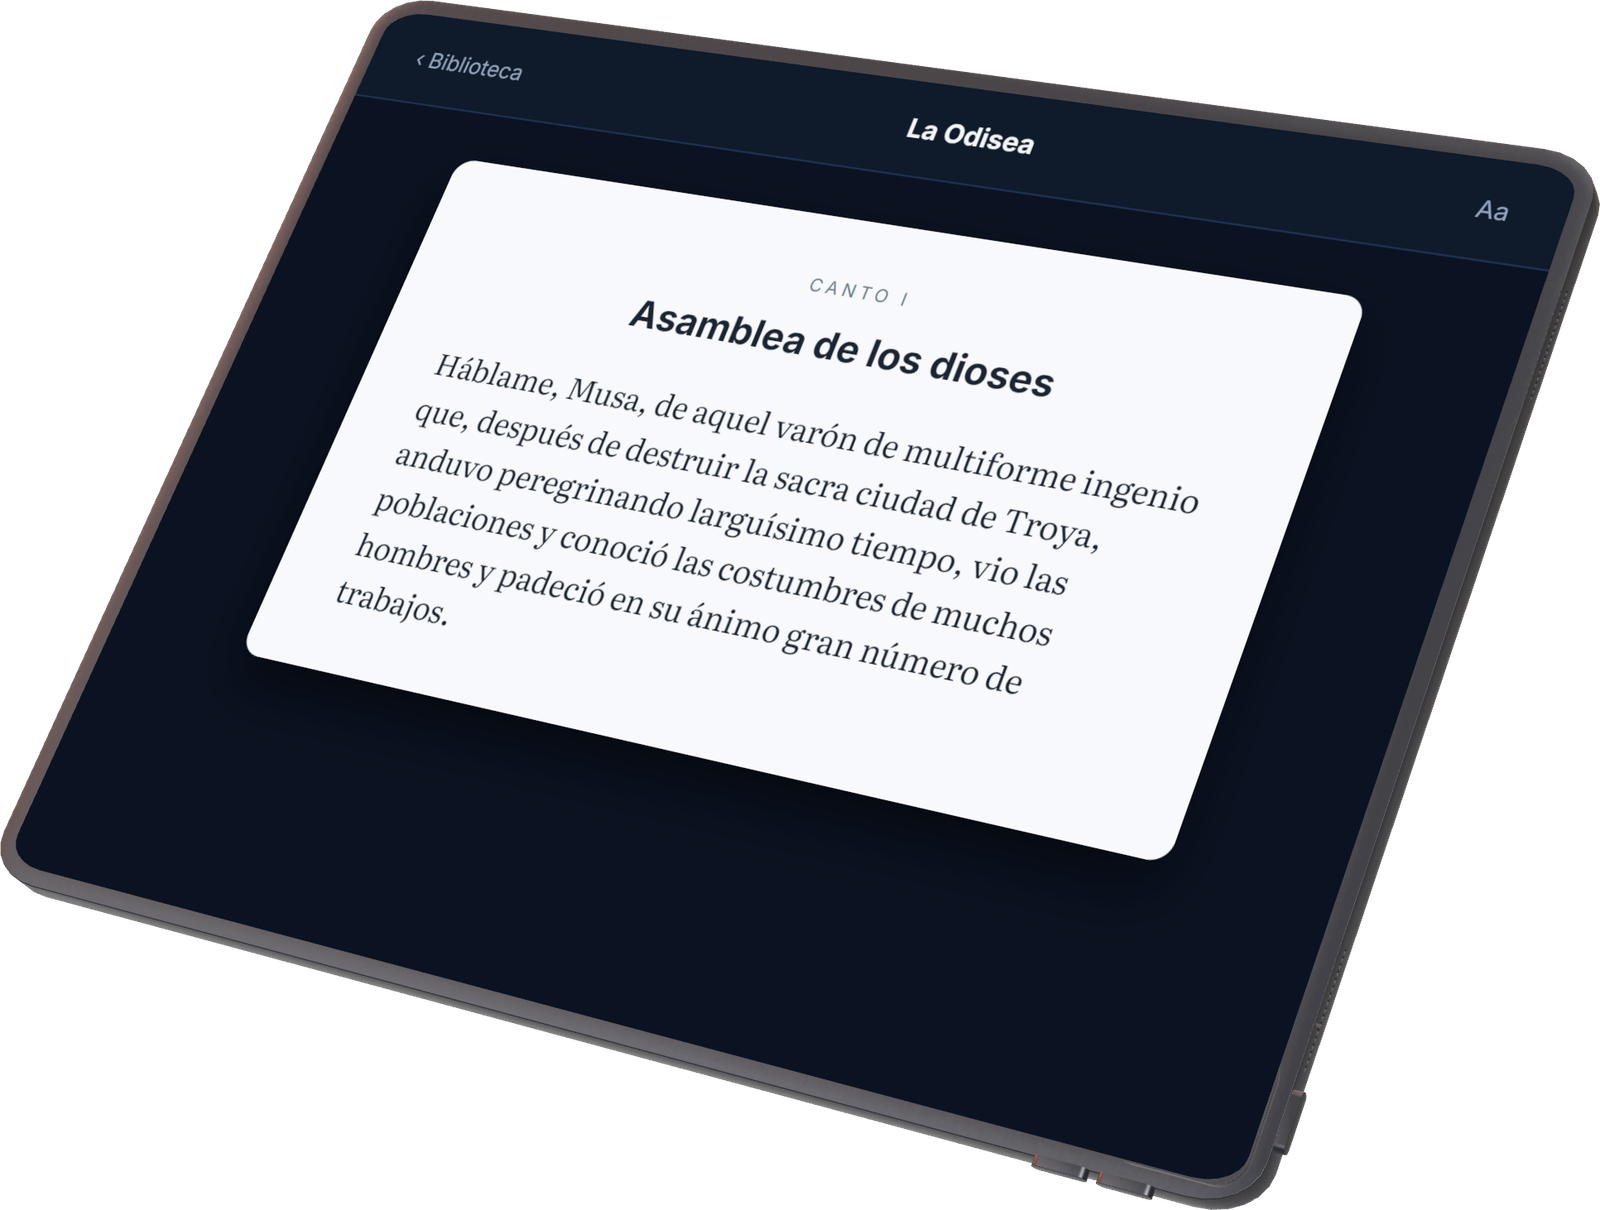 ‹ Biblioteca
La Odisea
Aa
CANTO I
Asamblea de los dioses
Háblame, Musa, de aquel varón de multiforme ingenio
que, después de destruir la sacra ciudad de Troya,
anduvo peregrinando larguísimo tiempo, vio las
poblaciones y conoció las costumbres de muchos
hombres y padeció en su ánimo gran número de
trabajos.